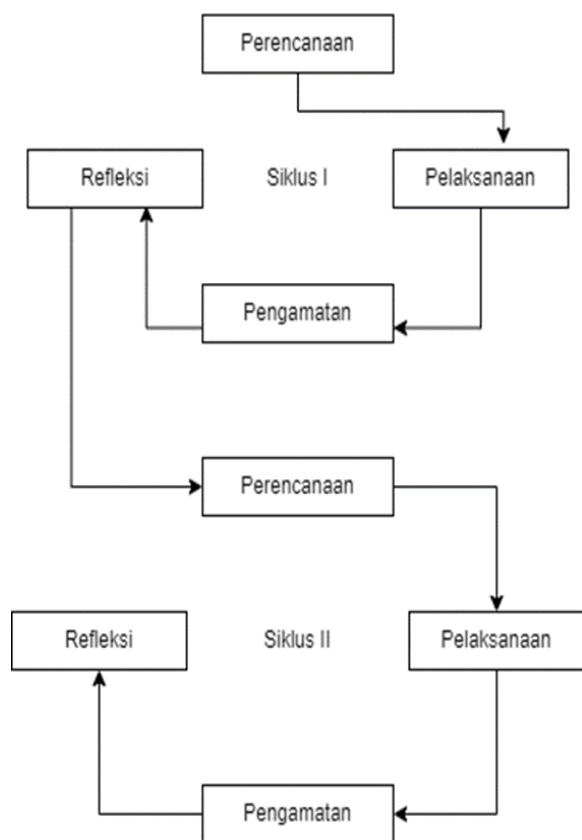 Perencanaan
Refleksi
Siklus I
Pelaksanaan
Pengamatan
Perencanaan
Refleksi
Siklus II
Pelaksanaan
Pengamatan